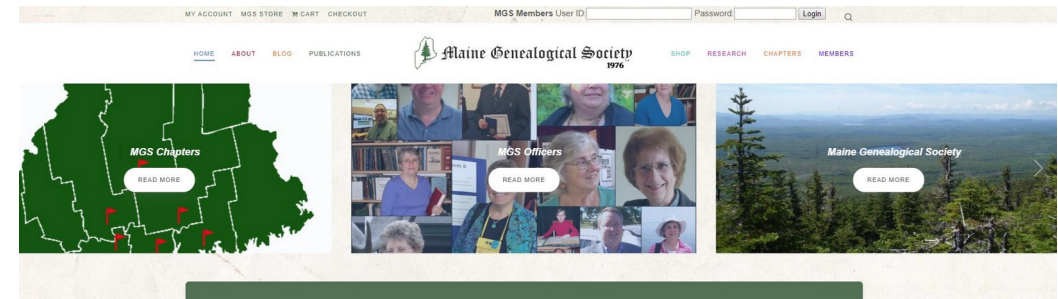 MY ACCOUNT MGS STORE CART CHECKOUT MGS Members User ID: Password: Login
HOME ABOUT BLOG PUBLICATIONS Maine Genealogical Society SHOP RESEARCH CHAPTERS MEMBERS
1976
MGS Chapters MGS Officers Maine Genealogical Society
READ MORE READ MORE READ MORE